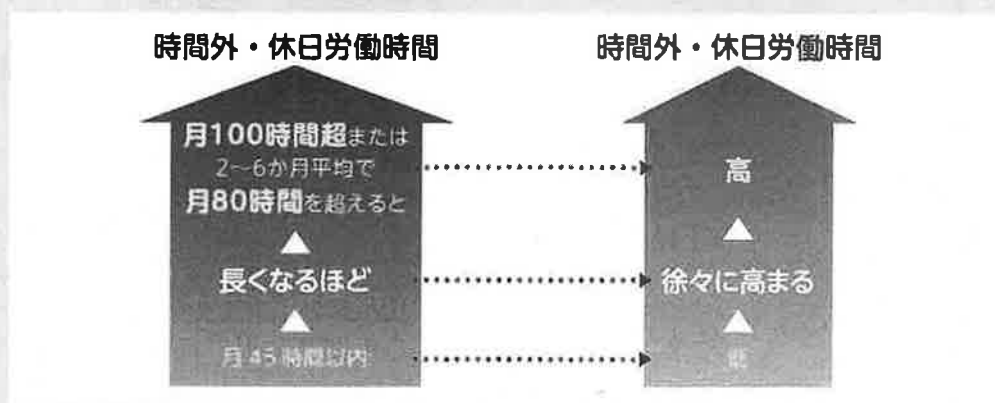 時間外・休日労働時間
月100時間超または
2～6か月平均で
月80時間を超えると
長くなるほど
月45時間以内
時間外・休日労働時間
高
徐々に高まる